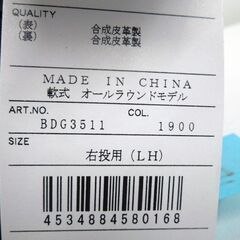 QUALITY
(表) 合成皮革製
(裏) 合成皮革製
MADE IN CHINA
軟式 オールラウンドモデル
ART.NO. COL.
BDG3511 1900
SIZE
右投用(LH)
4534884580168